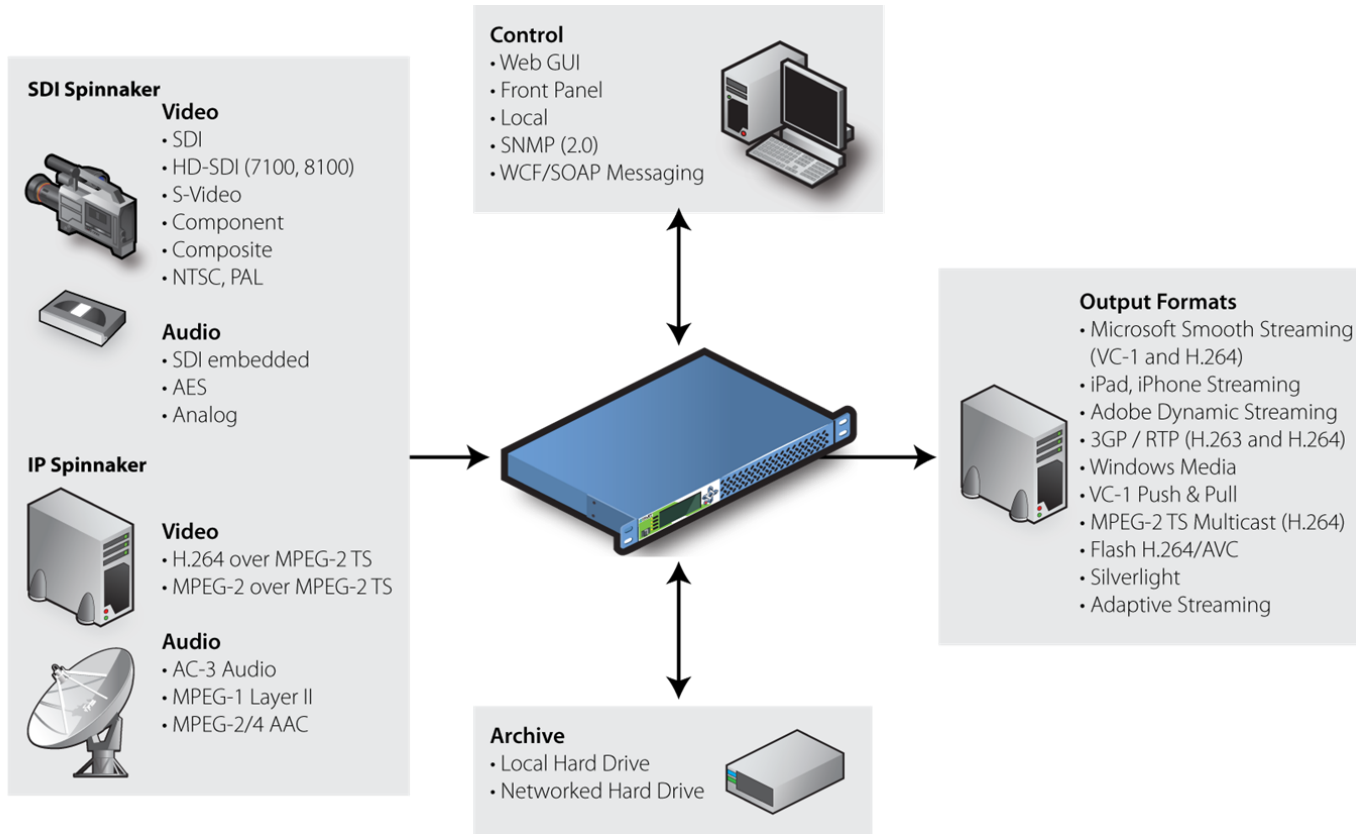 SDI Spinnaker
Video
• SDI
• HD-SDI (7100, 8100)
• S-Video
• Component
• Composite
• NTSC, PAL
Audio
• SDI embedded
• AES
• Analog
IP Spinnaker
Video
• H.264 over MPEG-2 TS
• MPEG-2 over MPEG-2 TS
Audio
• AC-3 Audio
• MPEG-1 Layer II
• MPEG-2/4 AAC
Control
• Web GUI
• Front Panel
• Local
• SNMP (2.0)
• WCF/SOAP Messaging
Archive
• Local Hard Drive
• Networked Hard Drive
Output Formats
• Microsoft Smooth Streaming
(VC-1 and H.264)
• iPad, iPhone Streaming
• Adobe Dynamic Streaming
• 3GP / RTP (H.263 and H.264)
• Windows Media
• VC-1 Push & Pull
• MPEG-2 TS Multicast (H.264)
• Flash H.264/AVC
• Silverlight
• Adaptive Streaming